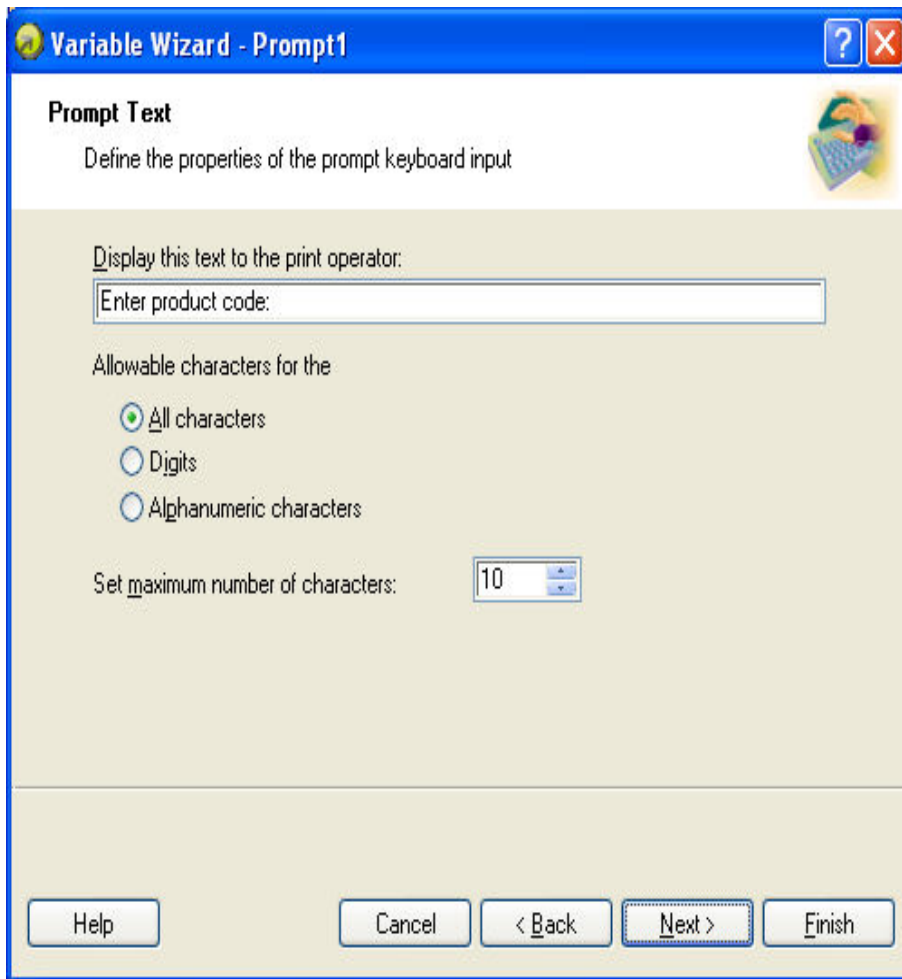 Variable Wizard - Prompt1
?
Prompt Text
Define the properties of the prompt keyboard input
Display this text to the print operator:
Enter product code:
Allowable characters for the
All characters
Digits
Alphanumeric characters
Set maximum number of characters: 10
Help Cancel < Back Next > Finish